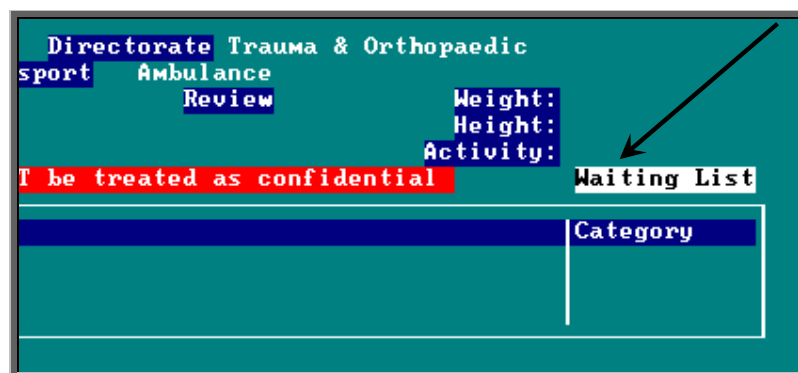 Directorate Trauma & Orthopaedic
sport Ambulance
Review Weight:
Height:
Activity:
T be treated as confidential Waiting List
Category